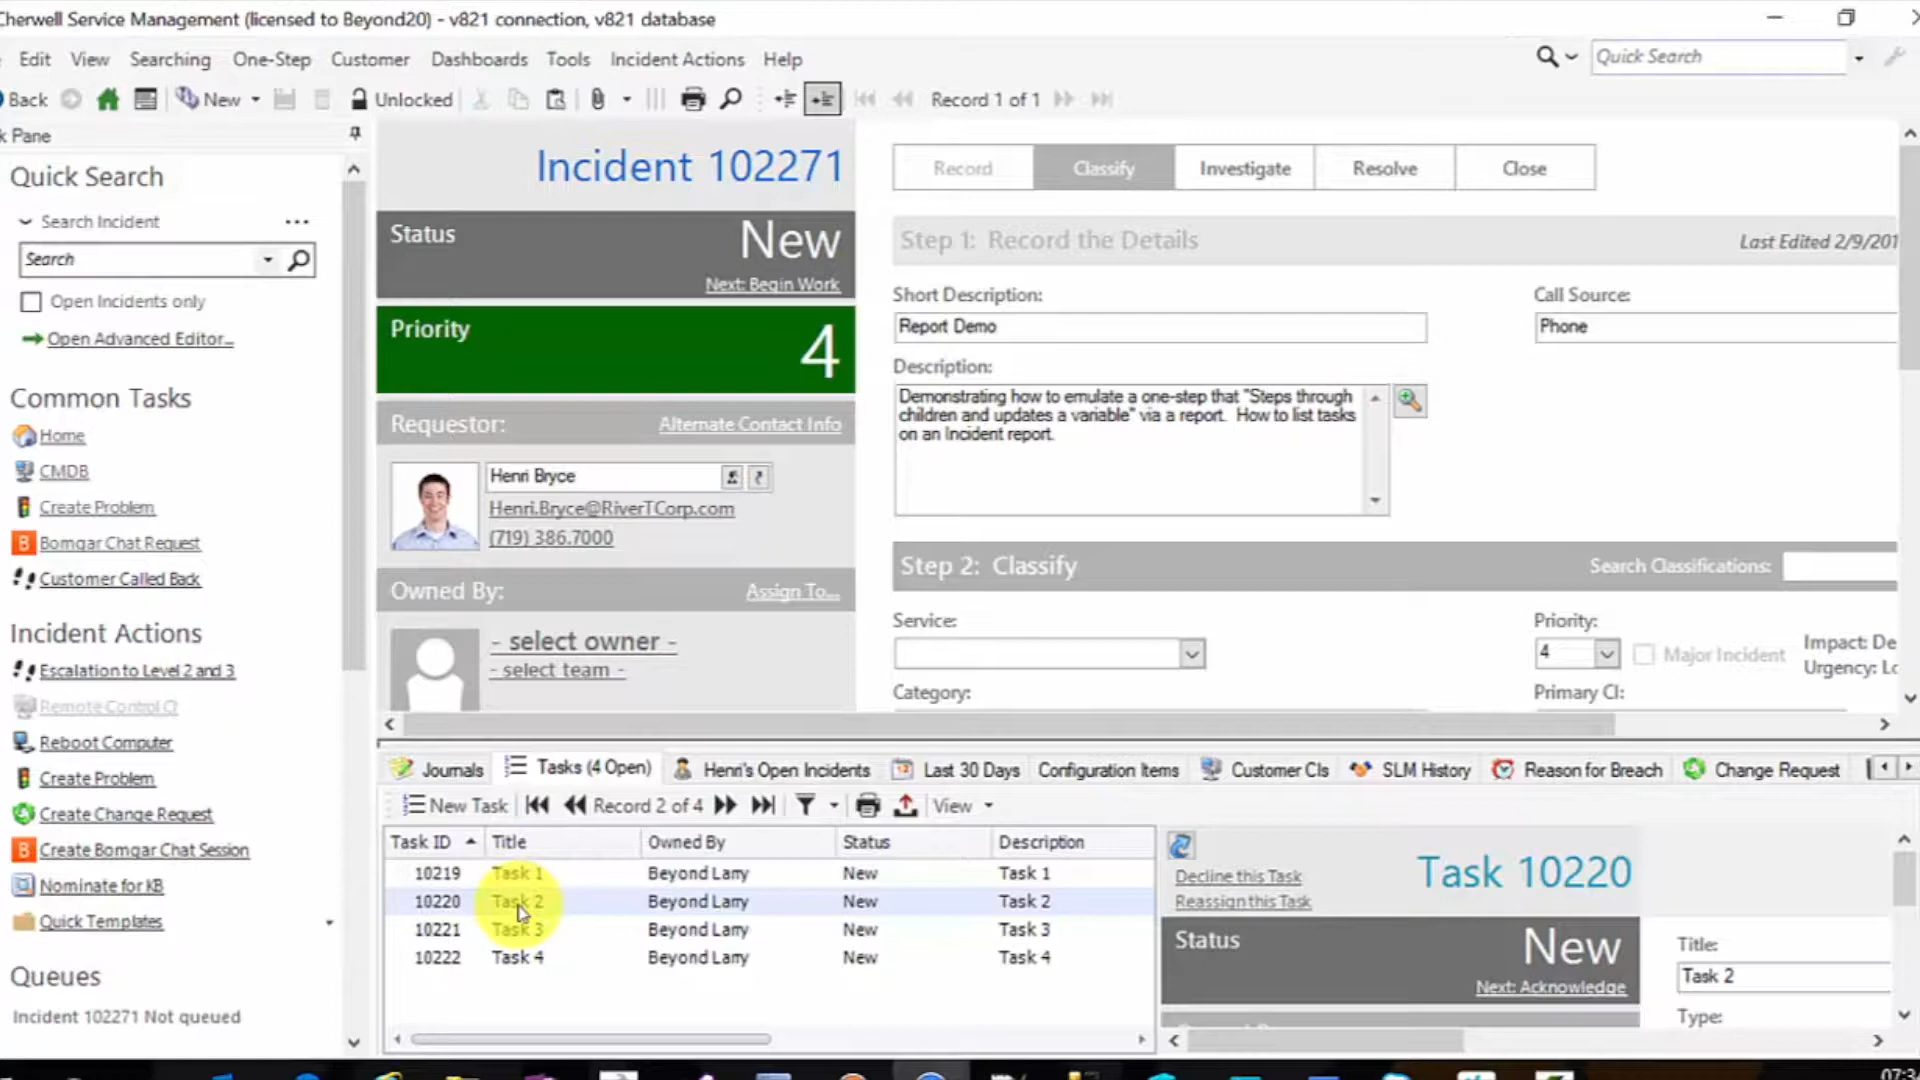 Cherwell Service Management (licensed to Beyond20) - v821 connection, v821 database
Edit View Searching One-Step Customer Dashboards Tools Incident Actions Help
Quick Search
Back New Unlocked Record 1 of 1
k Pane
Quick Search
Search Incident
Search
Open Incidents only
Open Advanced Editor...
Common Tasks
Home
CMDB
Create Problem
Bomgar Chat Request
Customer Called Back
Incident Actions
Escalation to Level 2 and 3
Remote Control CI
Reboot Computer
Create Problem
Create Change Request
Create Bomgar Chat Session
Nominate for KB
Quick Templates
Queues
Incident 102271 Not queued
Incident 102271
Status
New
Next: Begin Work
Priority
4
Requestor: Alternate Contact Info
Henri Bryce
Henri.Bryce@RiverTCorp.com
(719) 386.7000
Owned By: Assign To...
- select owner -
- select team -
Record Classify Investigate Resolve Close
Step 1: Record the Details Last Edited 2/9/201
Short Description:
Report Demo
Call Source:
Phone
Description:
Demonstrating how to emulate a one-step that "Steps through
children and updates a variable" via a report. How to list tasks
on an Incident report.
Step 2: Classify Search Classifications:
Service:
Priority:
4 Major Incident
Impact: De
Urgency: Lo
Category:
Primary CI:
Journals Tasks (4 Open) Henri's Open Incidents Last 30 Days Configuration Items Customer CIs SLM History Reason for Breach Change Request
New Task Record 2 of 4 View
Task ID Title Owned By Status Description
10219 Task 1 Beyond Larry New Task 1
10220 Task 2 Beyond Larry New Task 2
10221 Task 3 Beyond Larry New Task 3
10222 Task 4 Beyond Larry New Task 4
Decline this Task
Reassign this Task
Task 10220
Status
New
Next: Acknowledge
Title:
Task 2
Type: